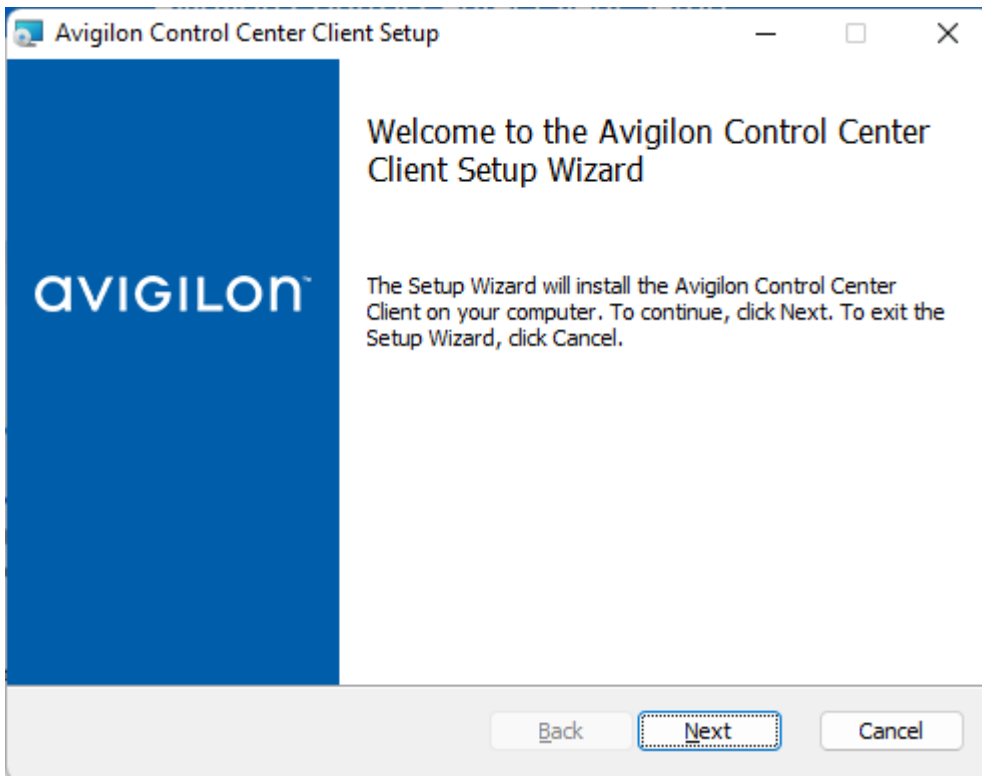 Avigilon Control Center Client Setup
Welcome to the Avigilon Control Center
Client Setup Wizard
avigilon™
The Setup Wizard will install the Avigilon Control Center
Client on your computer. To continue, click Next. To exit the
Setup Wizard, click Cancel.
Back Next Cancel